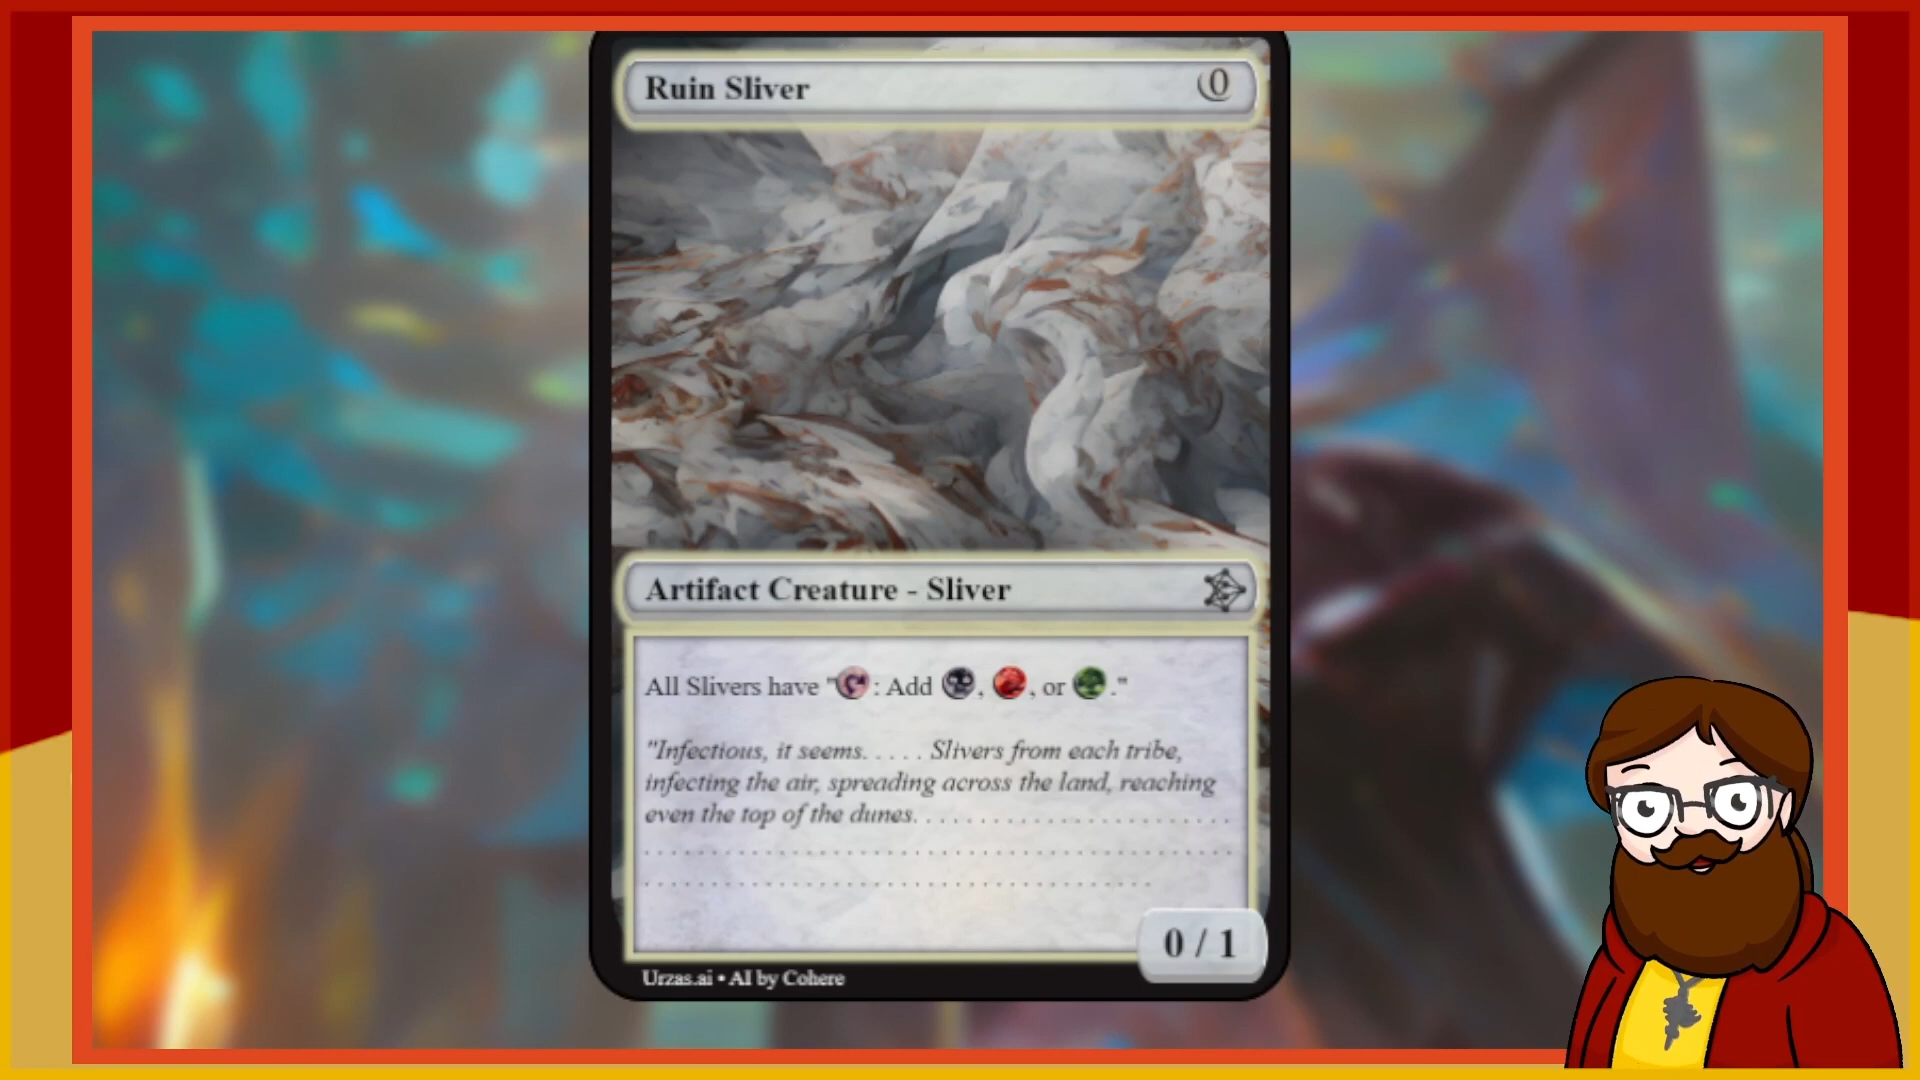 Ruin Sliver 0
Artifact Creature - Sliver
All Slivers have ": Add , , or ."
"Infectious, it seems. . . . . Slivers from each tribe,
infecting the air, spreading across the land, reaching
even the top of the dunes. . . . . . . . . . . . . . . . . . . . . . .
. . . . . . . . . . . . . . . . . . . . . . . . . . . . . . . . . . . . . . . . . . .
. . . . . . . . . . . . . . . . . . . . . . . . . . . . . . . . . . . . .
0 / 1
Urzas.ai • AI by Cohere